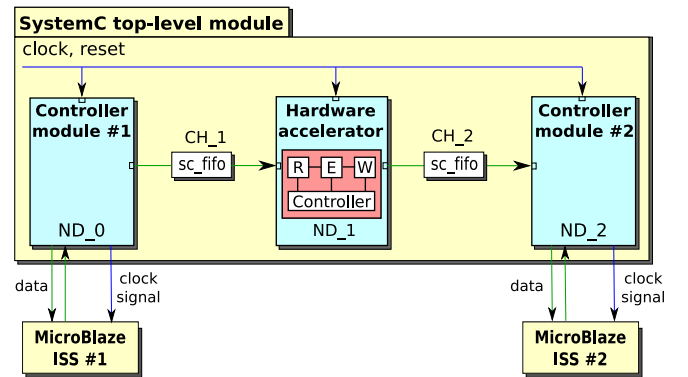 SystemC top-level module
clock, reset
Controller
module #1
ND_0
CH_1
sc_fifo
Hardware
accelerator
R E W
Controller
ND_1
CH_2
sc_fifo
Controller
module #2
ND_2
data
clock
signal
MicroBlaze
ISS #1
data
clock
signal
MicroBlaze
ISS #2